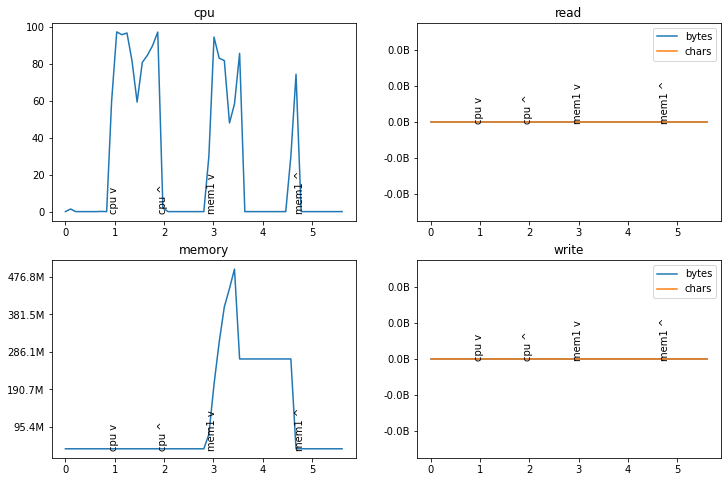 cpu
100
80
60
40
20
0
cpu v
cpu ^
mem1 v
mem1 ^
0 1 2 3 4 5
read
bytes
chars
0.0B
0.0B
0.0B
-0.0B
-0.0B
cpu v
cpu ^
mem1 v
mem1 ^
0 1 2 3 4 5
memory
476.8M
381.5M
286.1M
190.7M
95.4M
cpu v
cpu ^
mem1 v
mem1 ^
0 1 2 3 4 5
write
bytes
chars
0.0B
0.0B
0.0B
-0.0B
-0.0B
cpu v
cpu ^
mem1 v
mem1 ^
0 1 2 3 4 5